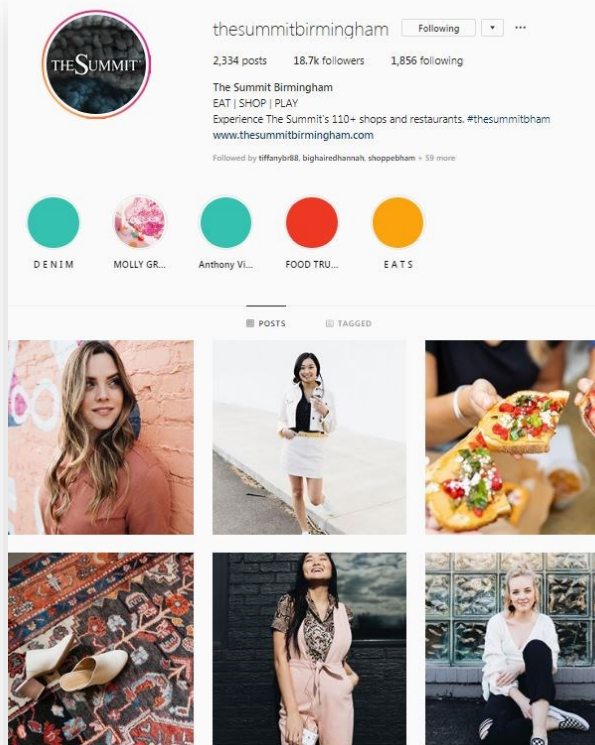 THE SUMMIT
thesummitbirmingham Following
2,334 posts 18.7k followers 1,856 following
The Summit Birmingham
EAT | SHOP | PLAY
Experience The Summit's 110+ shops and restaurants. #thesummitbham
www.thesummitbirmingham.com
Followed by tiffanybr88, bighairedhannah, shoppebham + 59 more
DENIM MOLLY GR... Anthony Vi... FOOD TRU... EATS
POSTS TAGGED